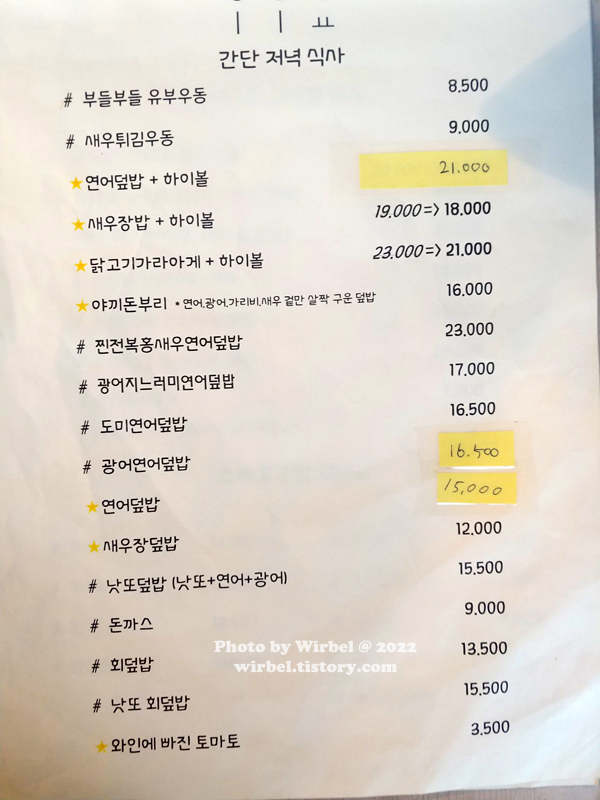 간단 저녁 식사
# 부들부들 유부우동 8.500
# 새우튀김우동 9.000
★연어덮밥 + 하이볼 21.000
★새우장밥 + 하이볼 19.000=> 18.000
★닭고기가라아게 + 하이볼 23.000=> 21.000
★야끼돈부리 * 연어.광어.가리비.새우 겉만 살짝 구운 덮밥 16.000
# 찐전복홍새우연어덮밥 23.000
# 광어지느러미연어덮밥 17.000
# 도미연어덮밥 16.500
# 광어연어덮밥 16.500
★연어덮밥 15,000
★새우장덮밥 12.000
# 낫또덮밥 (낫또+연어+광어) 15.500
# 돈까스 9.000
# 회덮밥 13.500
# 낫또 회덮밥 15.500
★와인에 빠진 토마토 3.500
Photo by Wirbel @ 2022
wirbel.tistory.com